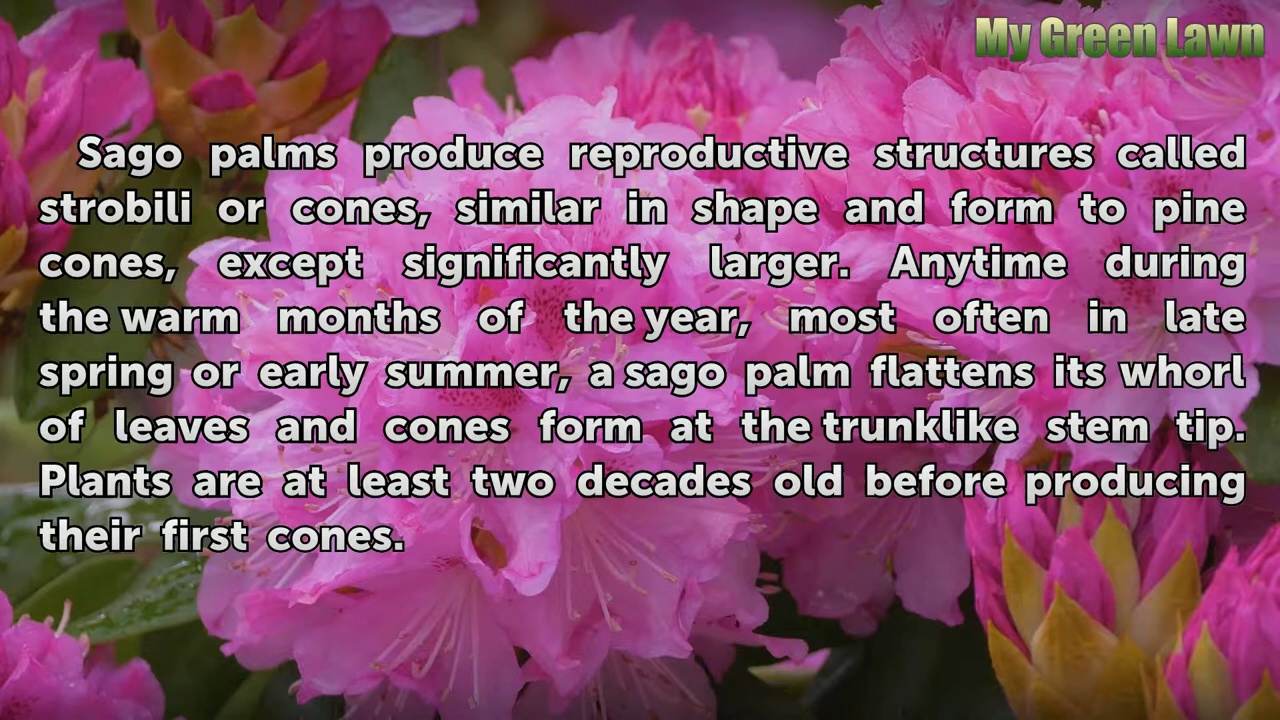 My Green Lawn
Sago palms produce reproductive structures called
strobili or cones, similar in shape and form to pine
cones, except significantly larger. Anytime during
the warm months of the year, most often in late
spring or early summer, a sago palm flattens its whorl
of leaves and cones form at the trunklike stem tip.
Plants are at least two decades old before producing
their first cones.